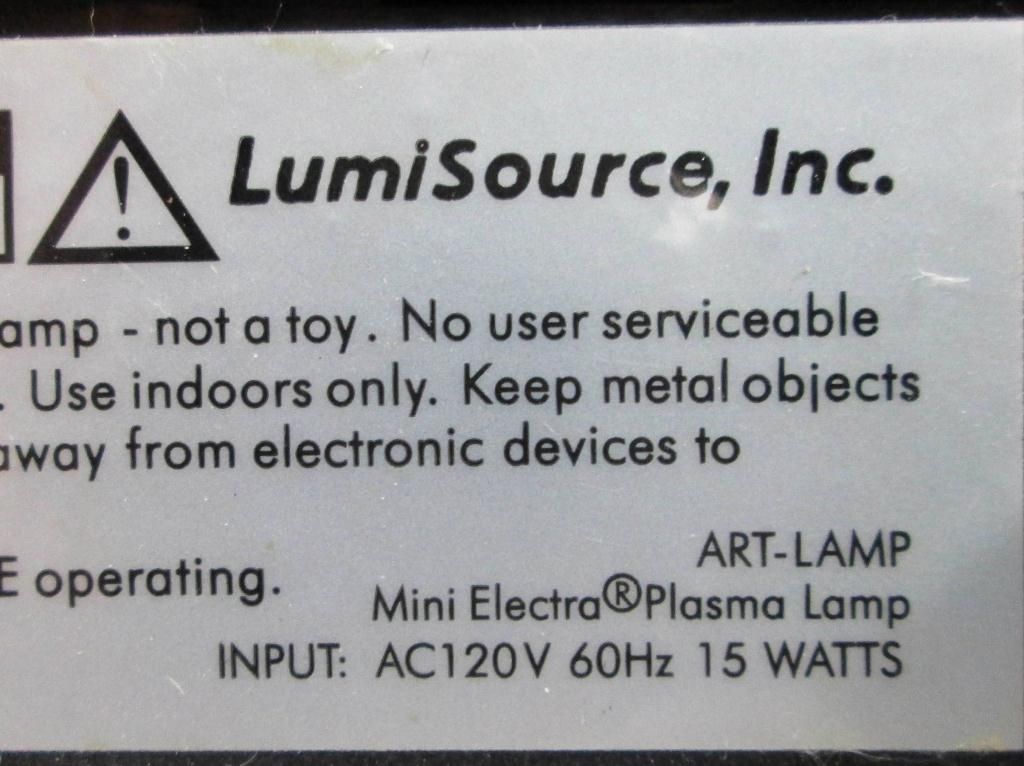 LumiSource, Inc.
amp - not a toy. No user serviceable
. Use indoors only. Keep metal objects
away from electronic devices to
E operating.
ART-LAMP
Mini Electra®Plasma Lamp
INPUT: AC120V 60Hz 15 WATTS